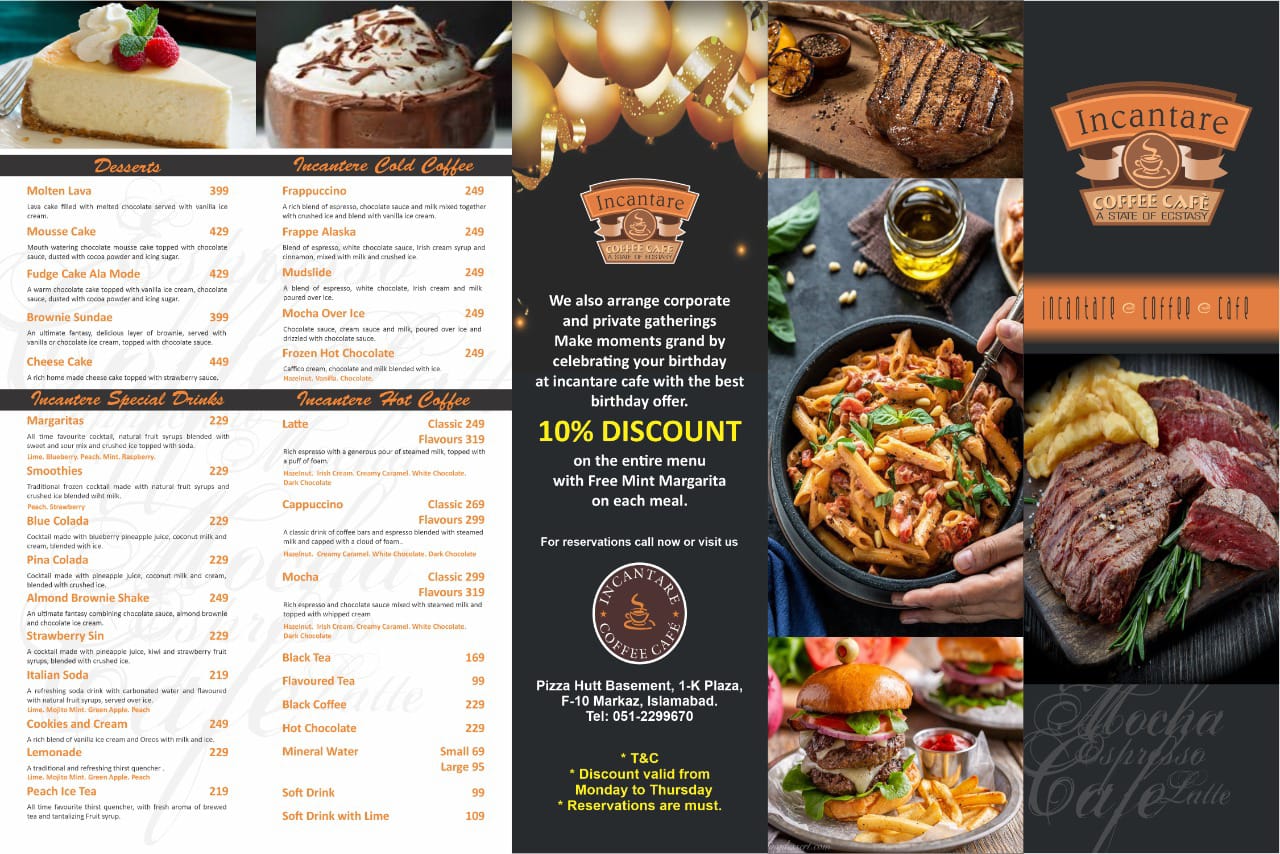 Desserts
Molten Lava 399
Lava cake filled with melted chocolate served with vanilla ice
cream.
Mousse Cake 429
Mouth watering chocolate mousse cake topped with chocolate
sauce, dusted with cocoa powder and icing sugar.
Fudge Cake Ala Mode 429
A warm chocolate cake topped with vanilla ice cream, chocolate
sauce, dusted with cocoa powder and icing sugar.
Brownie Sundae 399
An ultimate fantasy, delicious layer of brownie, served with
vanilla or chocolate ice cream, topped with chocolate sauce.
Cheese Cake 449
A rich home made cheese cake topped with strawberry sauce.
Incantere Special Drinks
Margaritas 229
All time favourite cocktail, natural fruit syrups blended with
sweet and sour mix and crushed ice topped with soda.
Lime. Blueberry. Peach. Mint. Raspberry.
Smoothies 229
Traditional frozen cocktail made with natural fruit syrups and
crushed ice blended wiht milk.
Peach. Strawberry
Blue Colada 229
Cocktail made with blueberry pineapple juice, coconut milk and
cream, blended with ice.
Pina Colada 229
Cocktail made with pineapple juice, coconut milk and cream,
blended with crushed ice.
Almond Brownie Shake 249
An ultimate fantasy combining chocolate sauce, almond brownie
and chocolate ice cream.
Strawberry Sin 229
A cocktail made with pineapple juice, kiwi and strawberry fruit
syrups, blended with crushed ice.
Italian Soda 219
A refreshing soda drink with carbonated water and flavoured
with natural fruit syrups, served over ice.
Lime. Mojito Mint. Green Apple. Peach
Cookies and Cream 249
A rich blend of vanilla ice cream and Oreos with milk and ice.
Lemonade 229
A traditional and refreshing thirst quencher .
Lime. Mojito Mint. Green Apple. Peach
Peach Ice Tea 219
All time favourite thirst quencher, with fresh aroma of brewed
tea and tantalizing Fruit syrup.
Incantere Cold Coffee
Frappuccino 249
A rich blend of espresso, chocolate sauce and milk mixed together
with crushed ice and blend with vanilla ice cream.
Frappe Alaska 249
Blend of espresso, white chocolate sauce, Irish cream syrup and
cinnamon, mixed with milk and crushed ice.
Mudslide 249
A blend of espresso, white chocolate, Irish cream and milk
poured over ice.
Mocha Over Ice 249
Chocolate sauce, cream sauce and milk, poured over ice and
drizzled with chocolate sauce.
Frozen Hot Chocolate 249
Caffico cream, chocolate and milk blended with ice.
Hazelnut. Vanilla. Chocolate.
Incantere Hot Coffee
Latte Classic 249
Flavours 319
Rich espresso with a generous pour of steamed milk, topped with
a puff of foam.
Hazelnut. Irish Cream. Creamy Caramel. White Chocolate.
Dark Chocolate
Cappuccino Classic 269
Flavours 299
A classic drink of coffee bars and espresso blended with steamed
milk and capped with a cloud of foam..
Hazelnut. Creamy Caramel. White Chocolate. Dark Chocolate
Mocha Classic 299
Flavours 319
Rich espresso and chocolate sauce mixed with steamed milk and
topped with whipped cream
Hazelnut. Irish Cream. Creamy Caramel. White Chocolate.
Dark Chocolate
Black Tea 169
Flavoured Tea 99
Black Coffee 229
Hot Chocolate 229
Mineral Water Small 69
Large 95
Soft Drink 99
Soft Drink with Lime 109
Incantare
COFFEE CAFÉ
A STATE OF ECSTASY
We also arrange corporate
and private gatherings
Make moments grand by
celebrating your birthday
at incantare cafe with the best
birthday offer.
10% DISCOUNT
on the entire menu
with Free Mint Margarita
on each meal.
For reservations call now or visit us
INCANTARE
COFFEE CAFÉ
Pizza Hutt Basement, 1-K Plaza,
F-10 Markaz, Islamabad.
Tel: 051-2299670
* T&C
* Discount valid from
Monday to Thursday
* Reservations are must.
Incantare
COFFEE CAFÉ
A STATE OF ECSTASY
incantare e coffee e cafe
Mocha
Espresso
Cafe
Latte